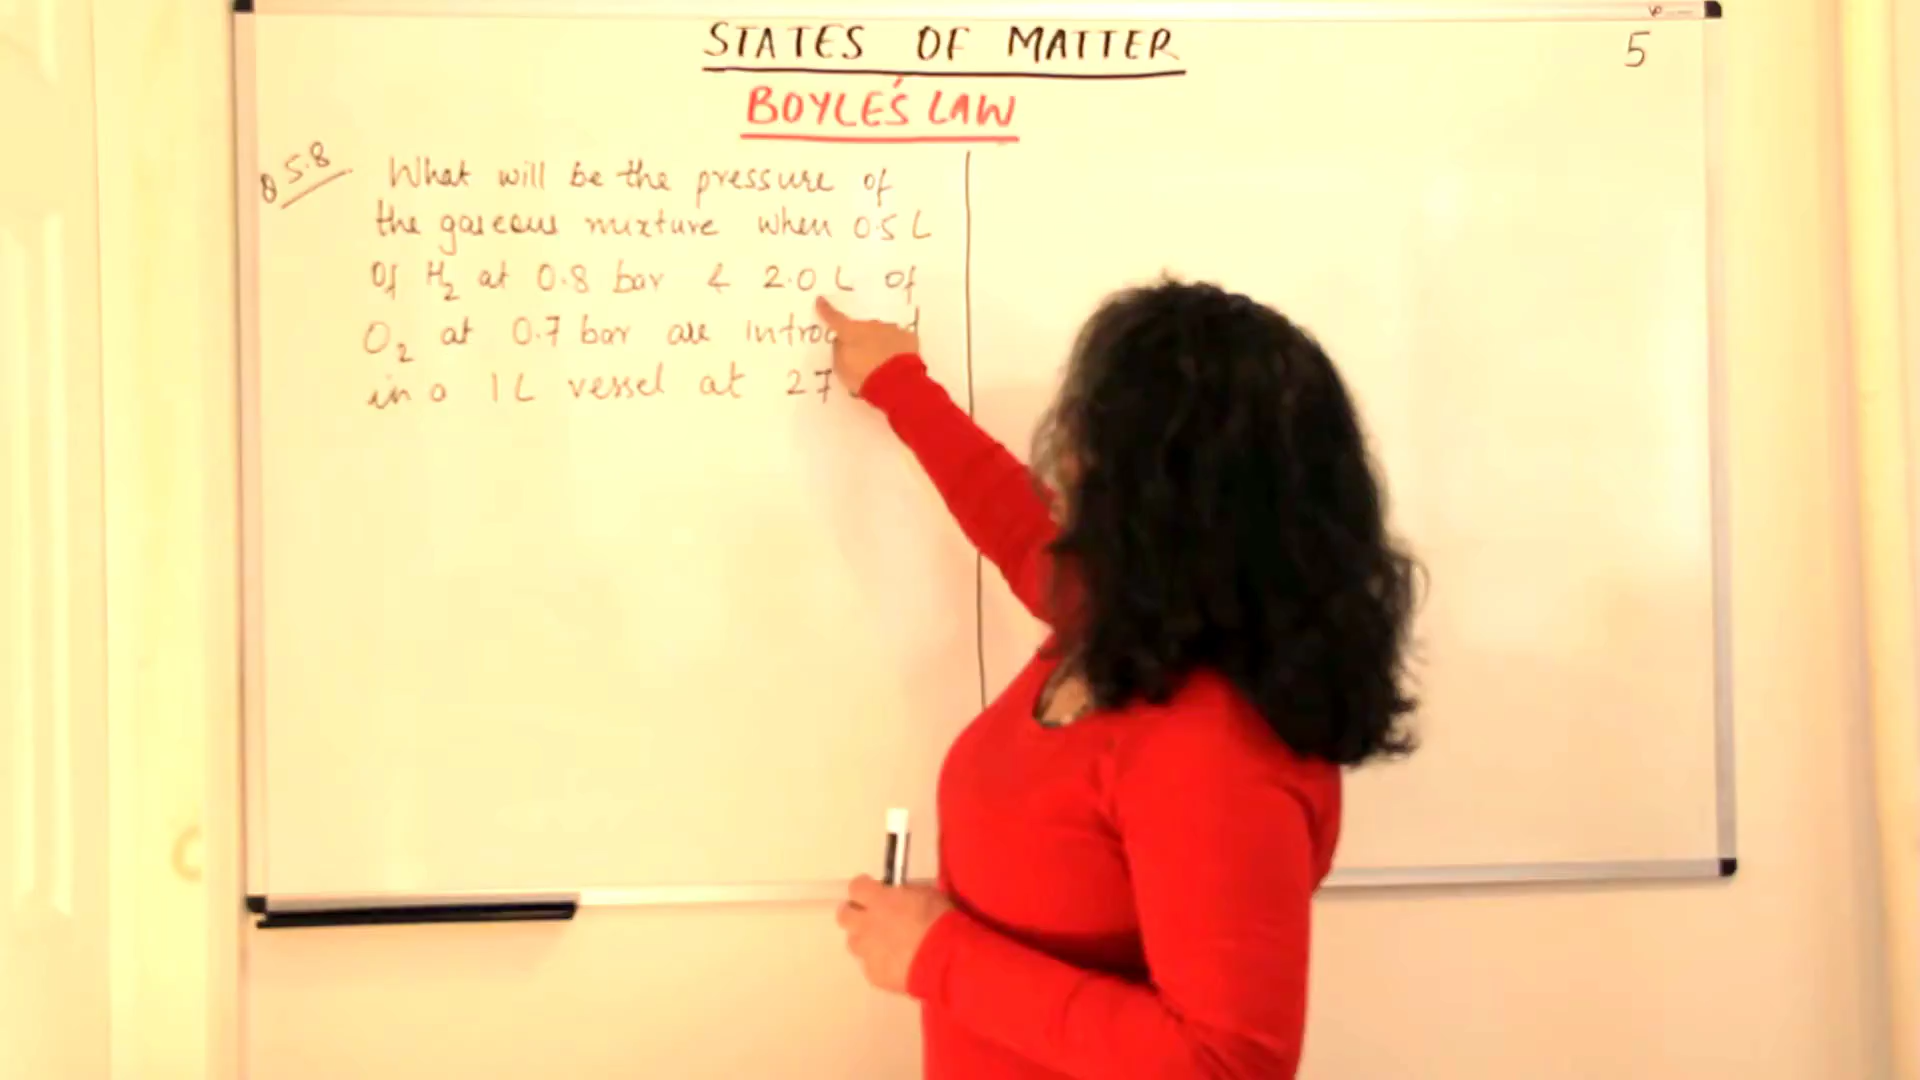 STATES OF MATTER
5
BOYLE'S LAW
Q 5.8 What will be the pressure of
the gaseous mixture when 0.5 L
Of H2 at 0.8 bar & 2.0 L of
O2 at 0.7 bar are
in a 1 L vessel at 27